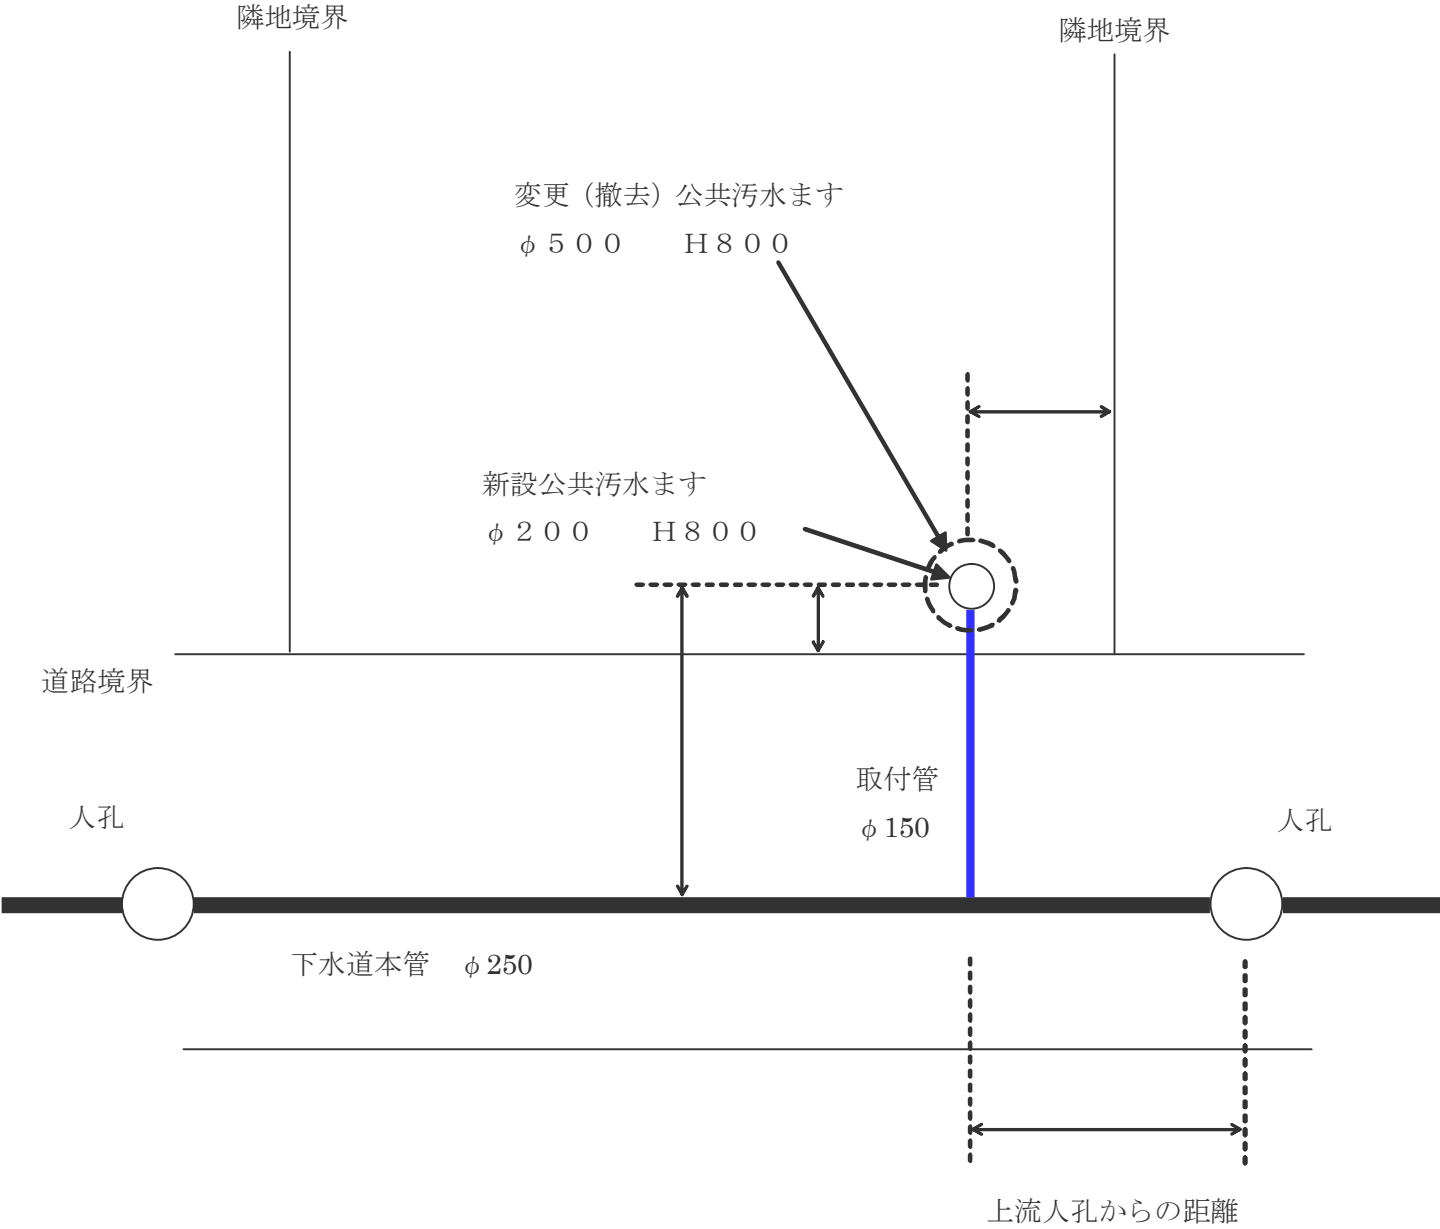 隣地境界
隣地境界
変更（撤去）公共汚水ます
φ５００　　Ｈ８００
新設公共汚水ます
φ２００　　Ｈ８００
道路境界
取付管
φ150
人孔
人孔
下水道本管　φ250
上流人孔からの距離